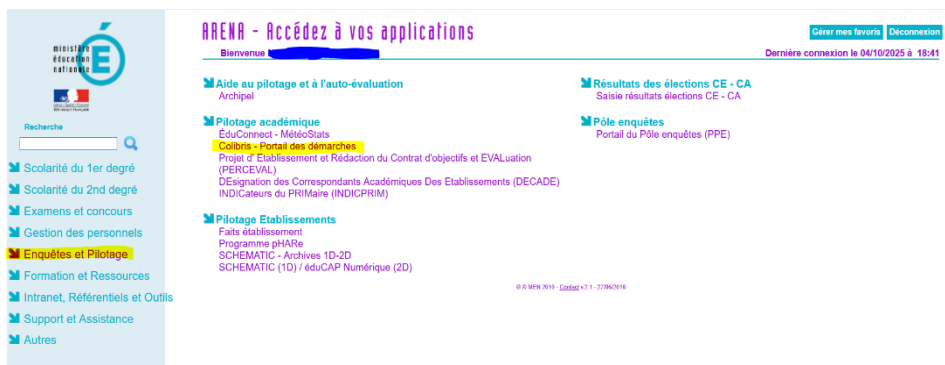 ministère
éducation
nationale
É
Recherche
Scolarité du 1er degré
Scolarité du 2nd degré
Examens et concours
Gestion des personnels
Enquêtes et Pilotage
Formation et Ressources
Intranet, Référentiels et Outils
Support et Assistance
Autres
ARENA - Accédez à vos applications
Gérer mes favoris Déconnexion
Bienvenue
Dernière connexion le 04/10/2025 à 18:41
Aide au pilotage et à l'auto-évaluation
Archipel
Pilotage académique
ÉduConnect - MétéoStats
Colibris - Portail des démarches
Projet d' Etablissement et Rédaction du Contrat d'objectifs et EVALuation
(PERCEVAL)
DEsignation des Correspondants Académiques Des Etablissements (DECADE)
INDICateurs du PRIMaire (INDICPRIM)
Pilotage Etablissements
Faits établissement
Programme pHARe
SCHEMATIC - Archives 1D-2D
SCHEMATIC (1D) / éduCAP Numérique (2D)
Résultats des élections CE - CA
Saisie résultats élections CE - CA
Pôle enquêtes
Portail du Pôle enquêtes (PPE)
© ® MEN 2010 - Contact v2.1 - 27/06/2016